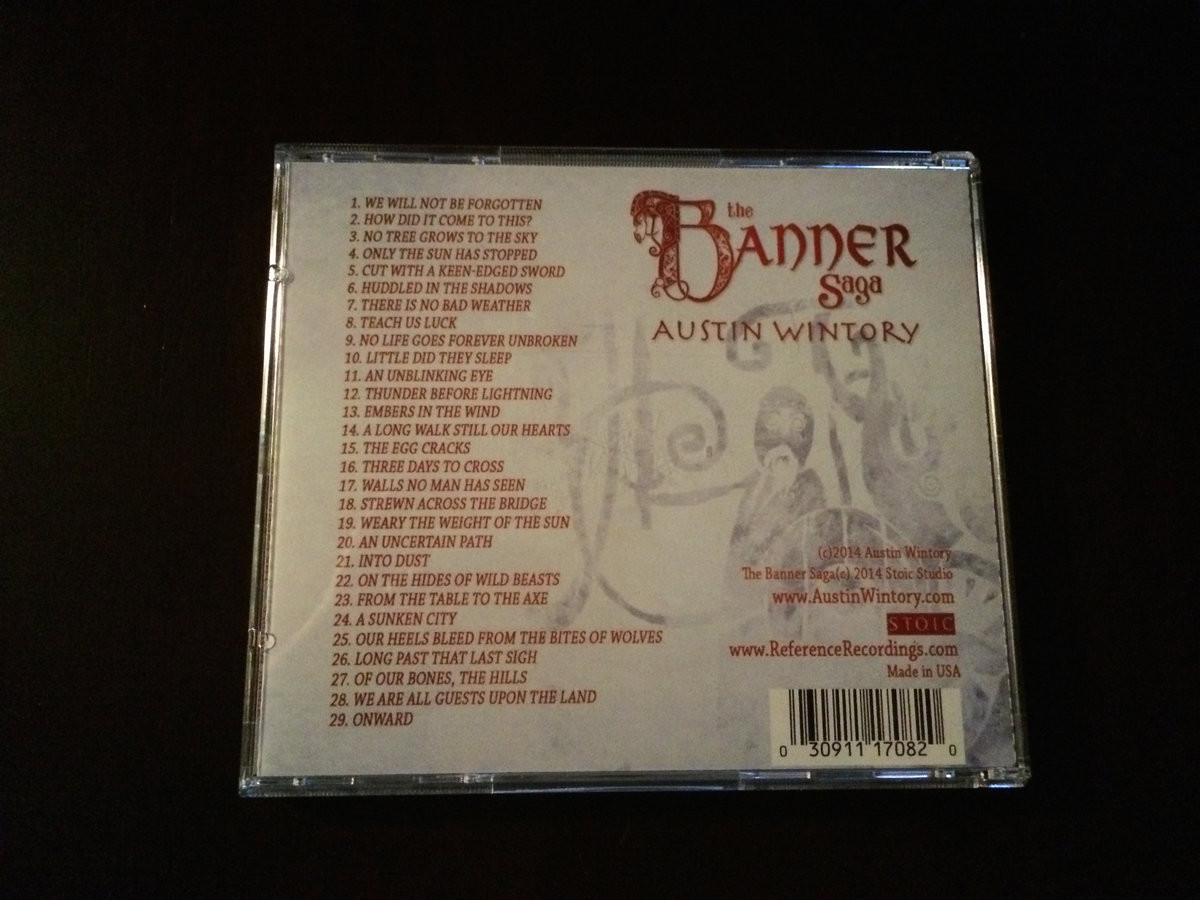 1. WE WILL NOT BE FORGOTTEN
2. HOW DID IT COME TO THIS?
3. NO TREE GROWS TO THE SKY
4. ONLY THE SUN HAS STOPPED
5. CUT WITH A KEEN-EDGED SWORD
6. HUDDLED IN THE SHADOWS
7. THERE IS NO BAD WEATHER
8. TEACH US LUCK
9. NO LIFE GOES FOREVER UNBROKEN
10. LITTLE DID THEY SLEEP
11. AN UNBLINKING EYE
12. THUNDER BEFORE LIGHTNING
13. EMBERS IN THE WIND
14. A LONG WALK STILL OUR HEARTS
15. THE EGG CRACKS
16. THREE DAYS TO CROSS
17. WALLS NO MAN HAS SEEN
18. STREWN ACROSS THE BRIDGE
19. WEARY THE WEIGHT OF THE SUN
20. AN UNCERTAIN PATH
21. INTO DUST
22. ON THE HIDES OF WILD BEASTS
23. FROM THE TABLE TO THE AXE
24. A SUNKEN CITY
25. OUR HEELS BLEED FROM THE BITES OF WOLVES
26. LONG PAST THAT LAST SIGH
27. OF OUR BONES, THE HILLS
28. WE ARE ALL GUESTS UPON THE LAND
29. ONWARD
the
BANNER
Saga
AUSTIN WINTORY
(c)2014 Austin Wintory
The Banner Saga(c) 2014 Stoic Studio
www.AustinWintory.com
STOIC
www.ReferenceRecordings.com
Made in USA
0 30911 17082 0